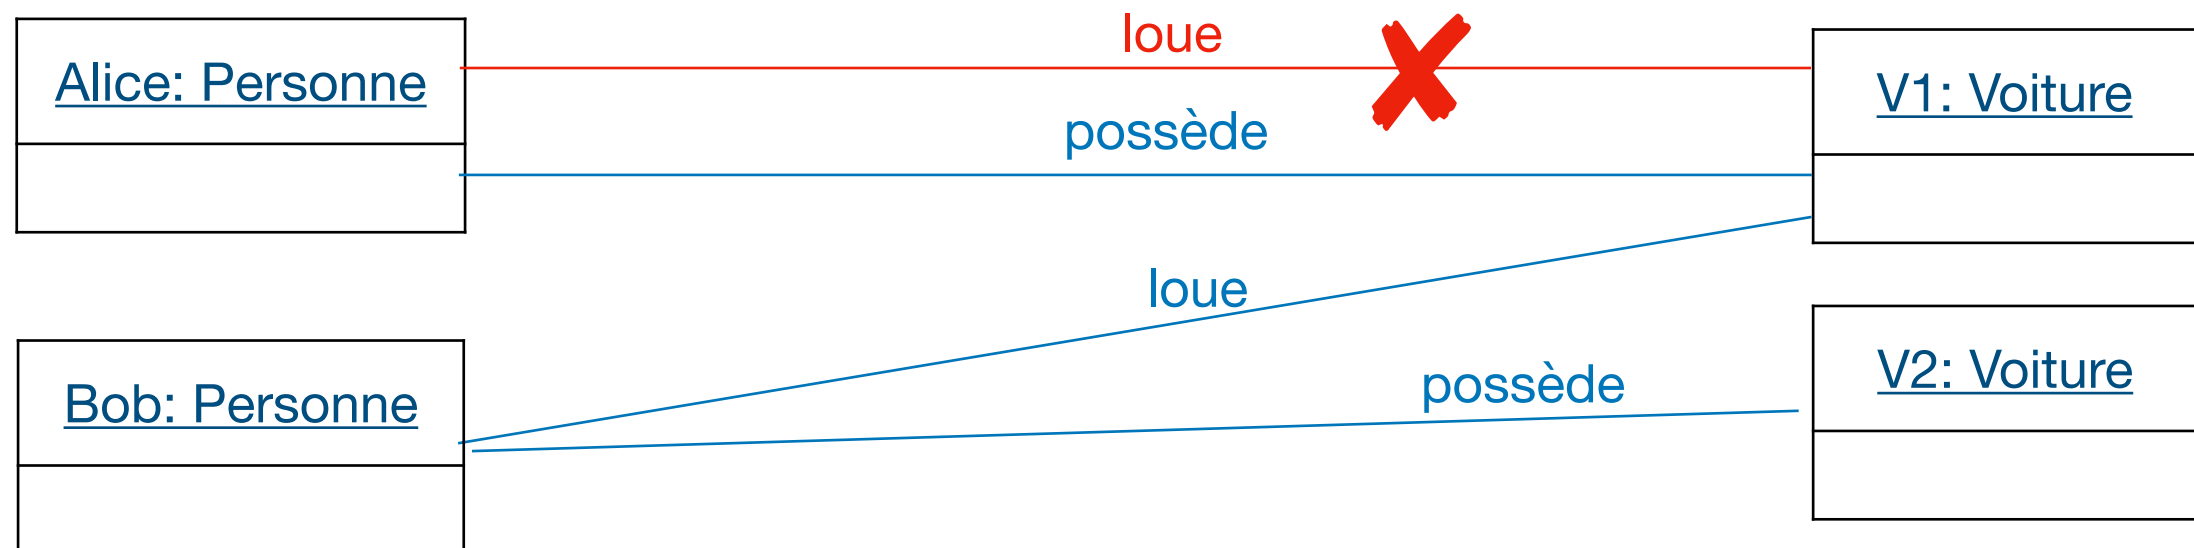 loue
Alice: Personne
V1: Voiture
possède
loue
V2: Voiture
possède
Bob: Personne